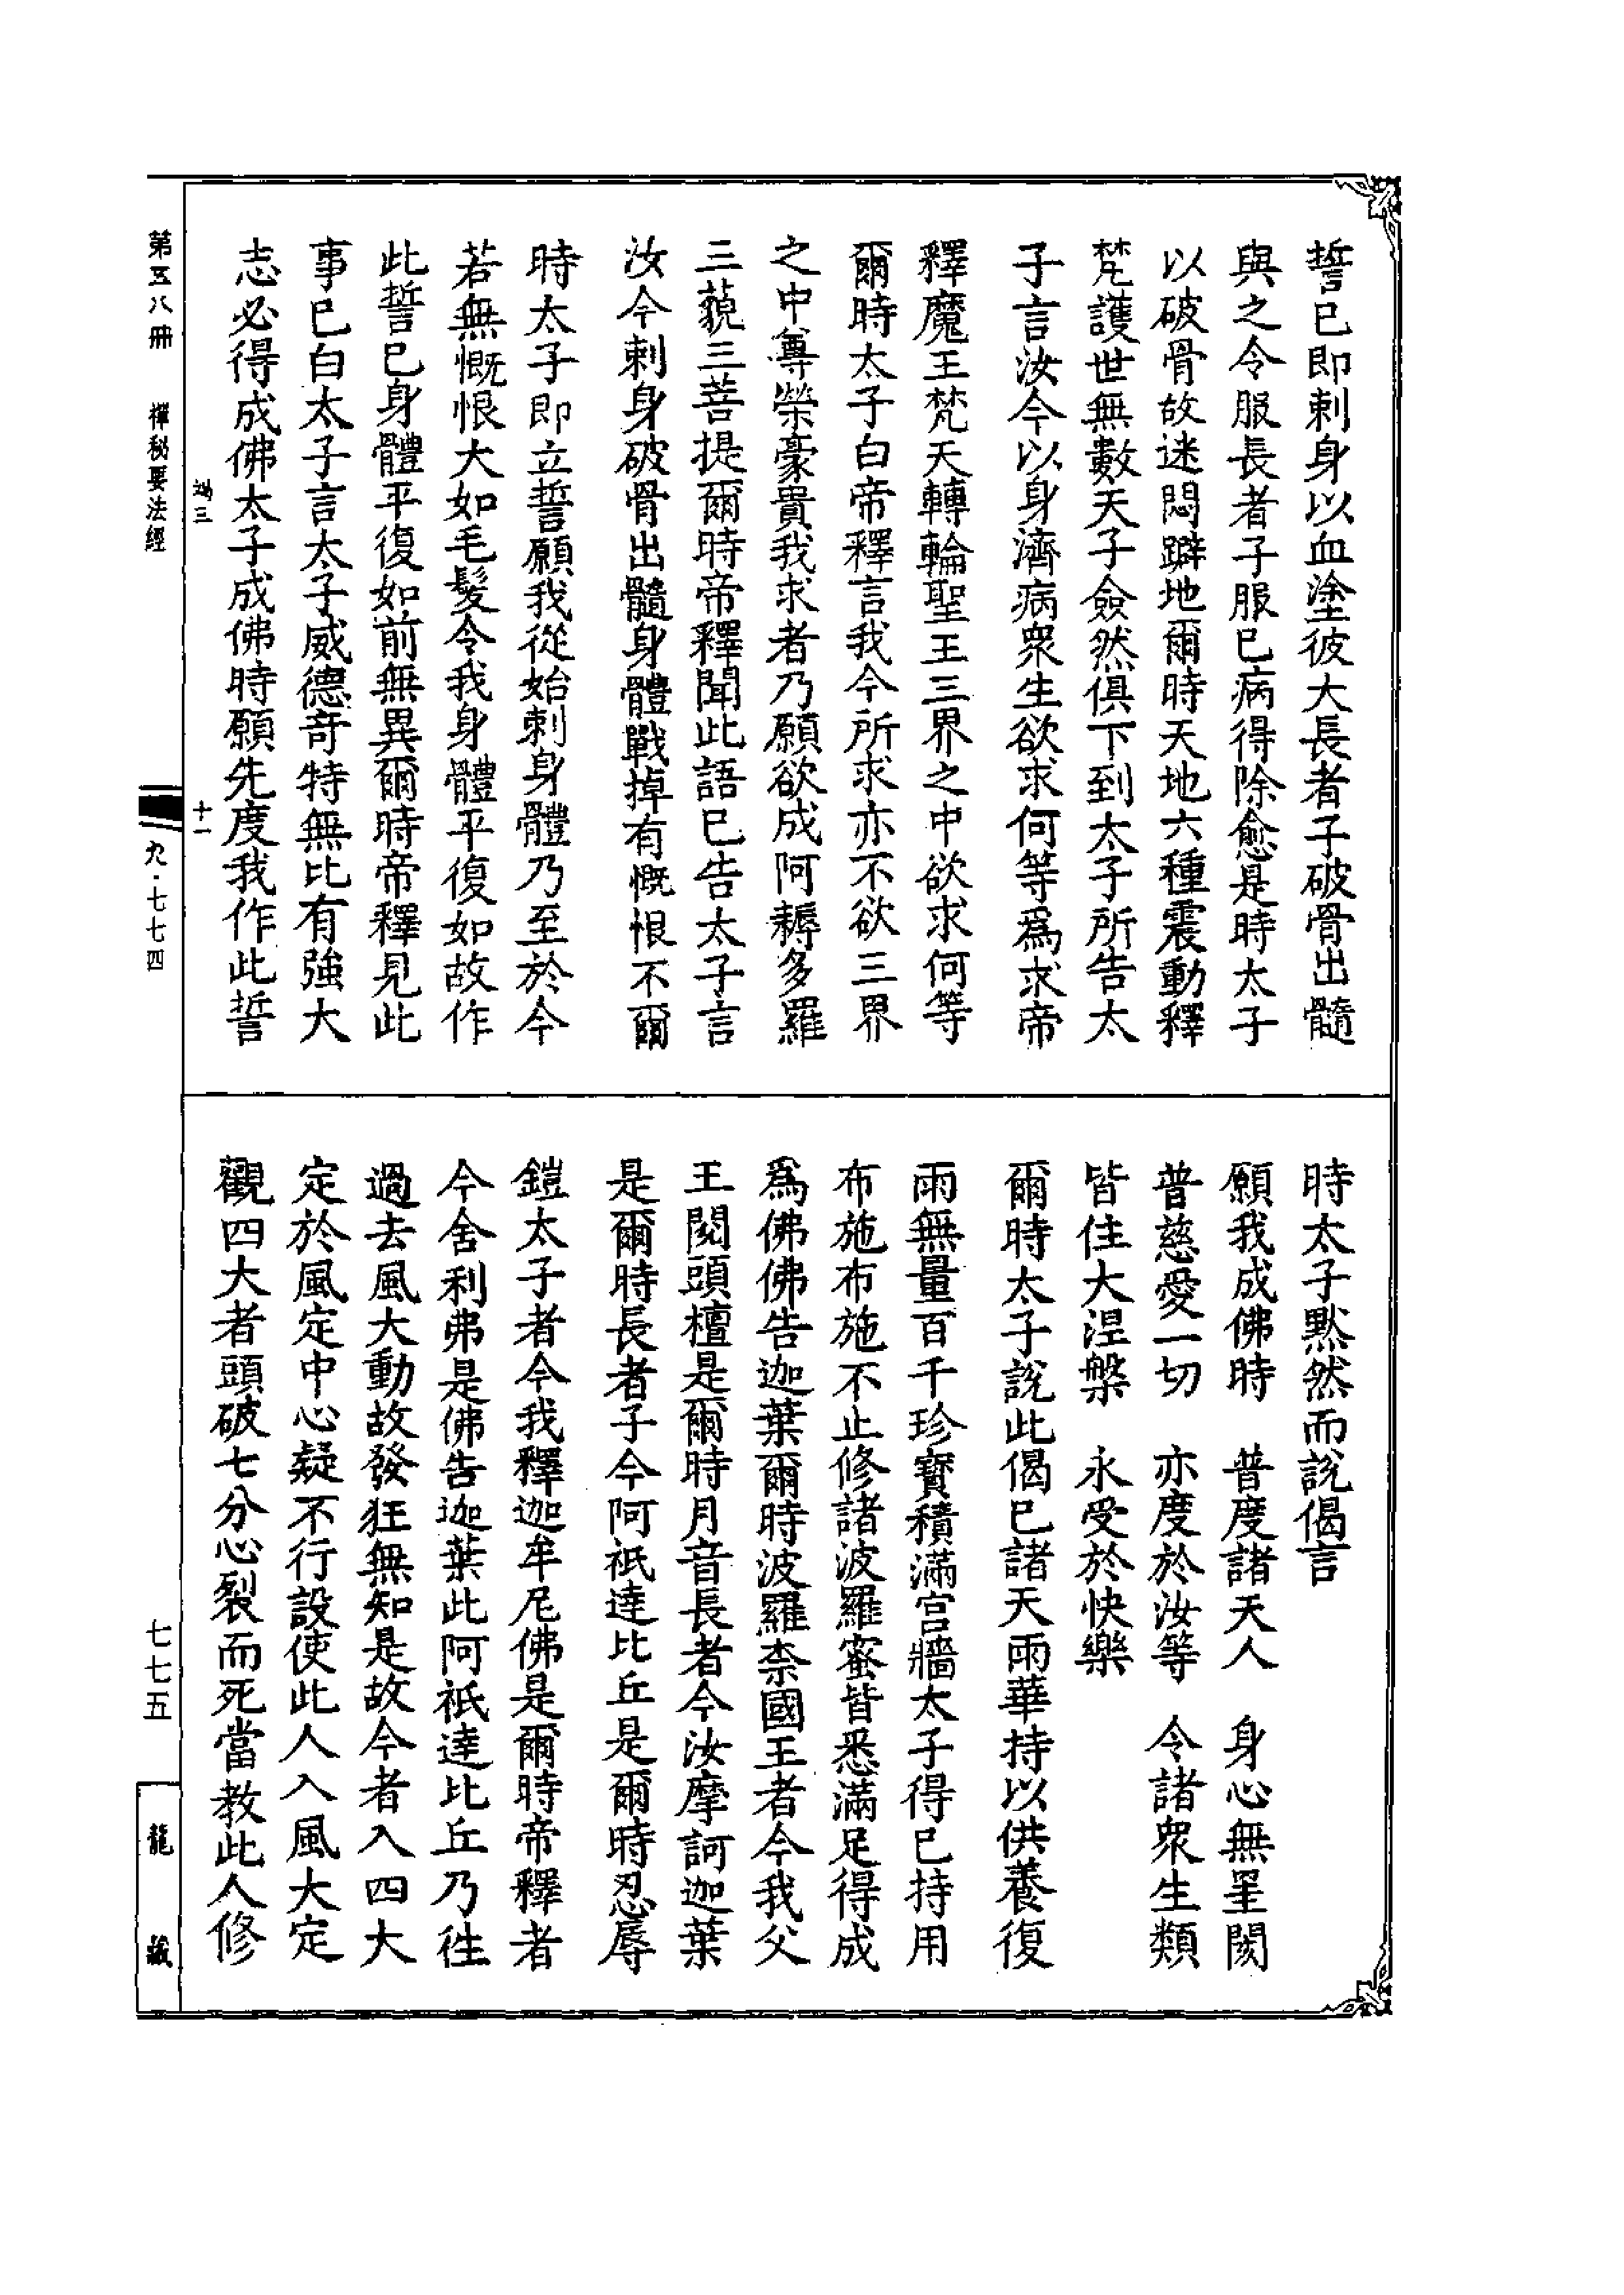 誓已即剌身以血塗彼大長者子破骨出髓
與之令服長者子服已病得除愈是時太子
以破骨故迷悶躃地爾時天地六種震動釋
梵護世無數天子僉然俱下到太子所告太
子言汝今以身濟病衆生欲求何等爲求帝
釋魔王梵天轉輪聖王三界之中欲求何等
爾時太子白帝釋言我今所求亦不欲三界
之中尊榮豪貴我求者乃願欲成阿耨多羅
三藐三菩提爾時帝釋聞此語已告太子言
汝今剌身破骨出髓身體戰掉有慨恨不爾
時太子即立誓願我從始剌身體乃至於今
若無慨恨大如毛髮令我身體平復如故作
此誓已身體平復如前無異爾時帝釋見此
事已白太子言太子威德奇特無比有強大
志必得成佛太子成佛時願先度我作此誓
時太子默然而說偈言
願我成佛時　普度諸天人　身心無罣閡
普慈愛一切　亦度於汝等　令諸衆生類
皆住大涅槃　永受於快樂
爾時太子說此偈已諸天雨華持以供養復
雨無量百千珍寶積滿宮牆太子得已持用
布施布施不止修諸波羅蜜皆悉滿足得成
爲佛佛告迦葉爾時波羅柰國王者今我父
王閱頭檀是爾時月音長者今汝摩訶迦葉
是爾時長者子今阿祇達比丘是爾時忍辱
鎧太子者今我釋迦牟尼佛是爾時帝釋者
今舍利弗是佛告迦葉此阿祇達比丘乃徃
過去風大動故發狂無知是故今者入四大
定於風定中心疑不行設使此人入風大定
觀四大者頭破七分心裂而死當教此人修
第五八冊　禪秘要法經
十一
九·七七四
七七五
龍藏